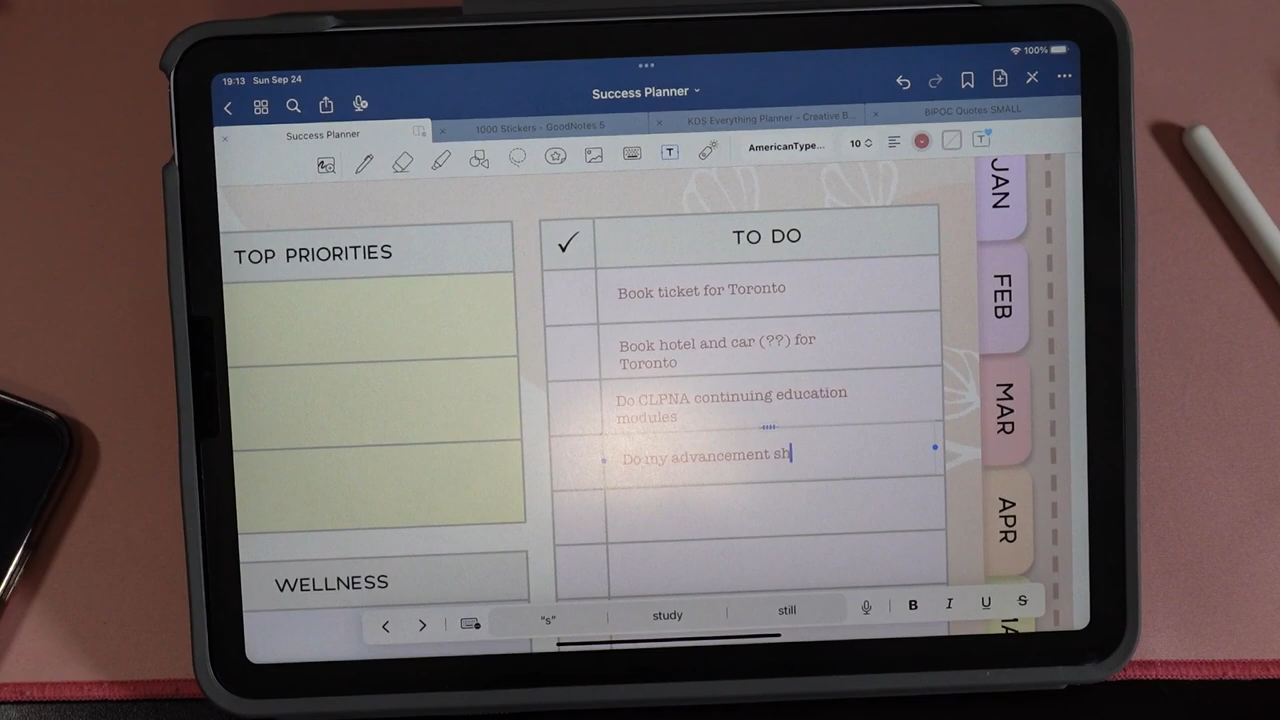 19:13 Sun Sep 24
100%
Success Planner
Success Planner
1000 Stickers - GoodNotes 5
KDS Everything Planner - Creative B...
BIPOC Quotes SMALL
AmericanType...
10
TOP PRIORITIES
WELLNESS
✓ TO DO
Book ticket for Toronto
Book hotel and car (??) for
Toronto
Do CLPNA continuing education
modules
Do my advancement sh
JAN
FEB
MAR
APR
"s"
study
still
B I U S